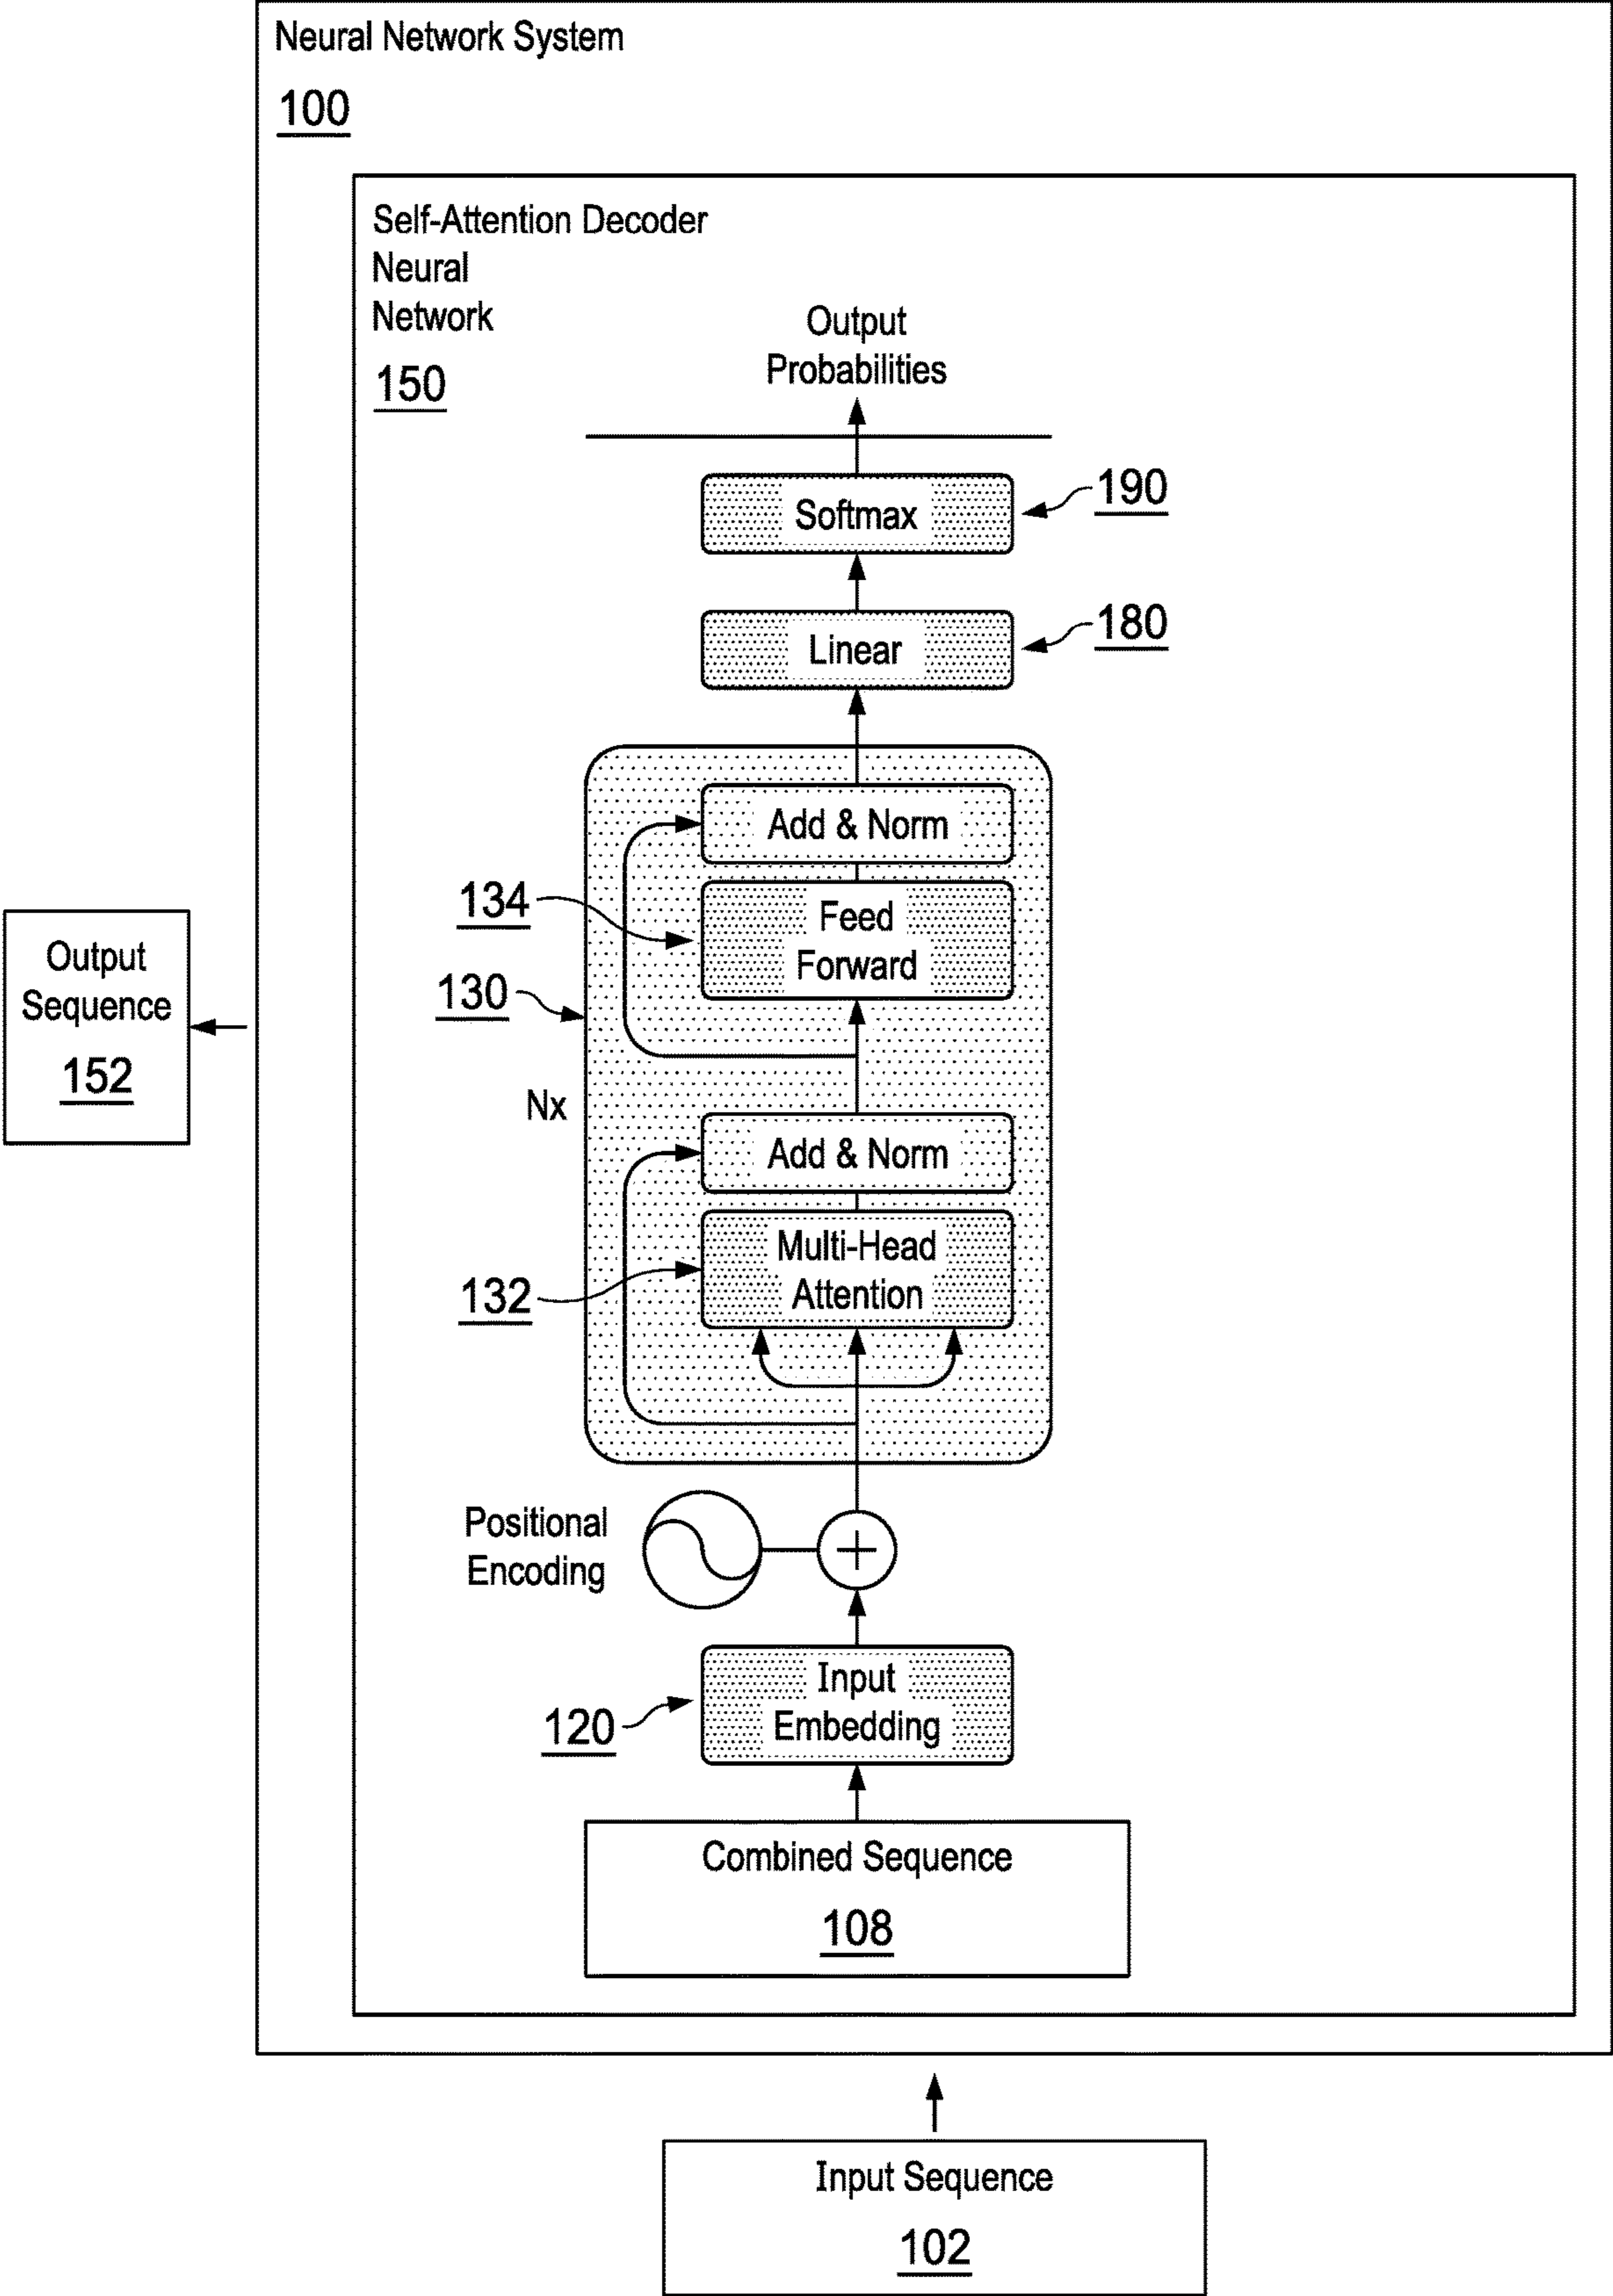 Neural Network System
100
Self-Attention Decoder
Neural
Network
150
Output
Probabilities
Softmax
190
Linear
180
Add & Norm
134
Feed
Forward
130
Output
Sequence
152
Nx
Add & Norm
132
Multi-Head
Attention
Positional
Encoding
+
120
Input
Embedding
Combined Sequence
108
Input Sequence
102